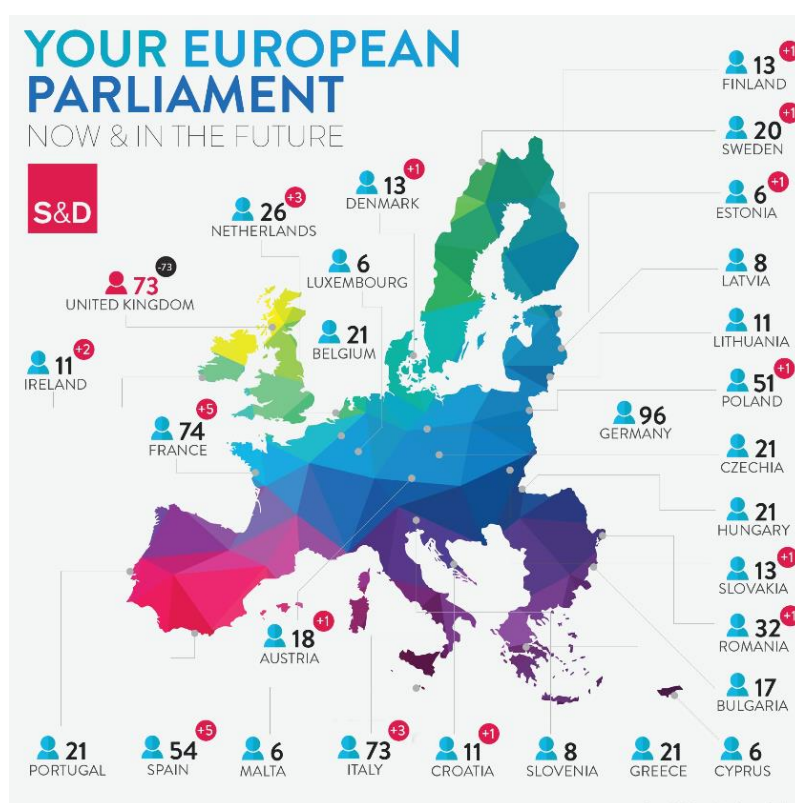 YOUR EUROPEAN
PARLIAMENT
NOW & IN THE FUTURE
S&D
13 +1
FINLAND
20 +1
SWEDEN
6 +1
ESTONIA
8
LATVIA
11
LITHUANIA
51 +1
POLAND
96
GERMANY
21
CZECHIA
21
HUNGARY
13 +1
SLOVAKIA
32 +1
ROMANIA
17
BULGARIA
13 +1
DENMARK
26 +3
NETHERLANDS
6
LUXEMBOURG
73 -73
UNITED KINGDOM
21
BELGIUM
11 +2
IRELAND
74 +5
FRANCE
18 +1
AUSTRIA
21
PORTUGAL
54 +5
SPAIN
6
MALTA
73 +3
ITALY
11 +1
CROATIA
8
SLOVENIA
21
GREECE
6
CYPRUS